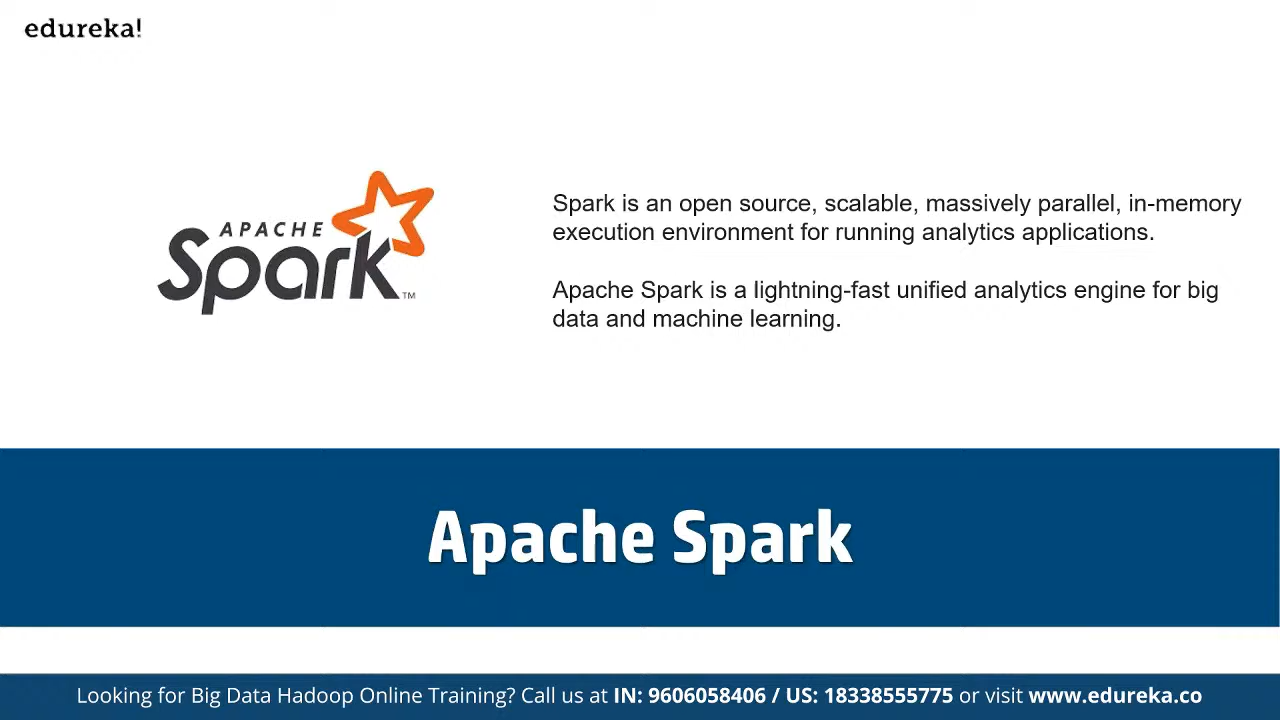 edureka!
APACHE
Spark™
Spark is an open source, scalable, massively parallel, in-memory
execution environment for running analytics applications.
Apache Spark is a lightning-fast unified analytics engine for big
data and machine learning.
Apache Spark
Looking for Big Data Hadoop Online Training? Call us at IN: 9606058406 / US: 18338555775 or visit www.edureka.co